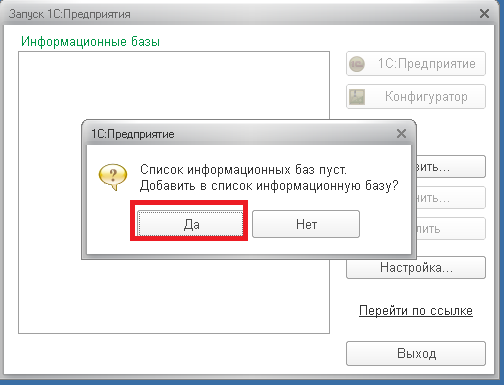 Запуск 1С:Предприятия
Информационные базы
1С:Предприятие
Конфигуратор
1С:Предприятие
Список информационных баз пуст.
Добавить в список информационную базу?
Да
Нет
Настройка...
Перейти по ссылке
Выход